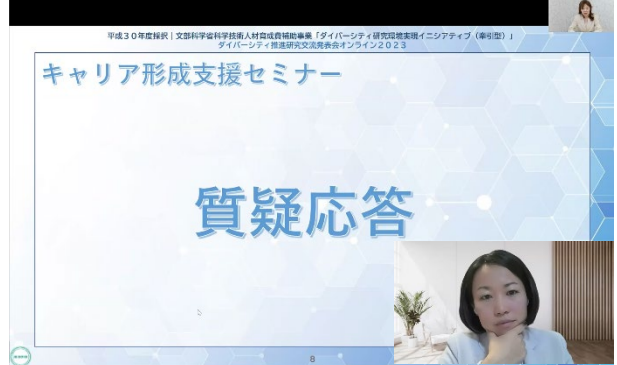 平成30年度採択｜文部科学省科学技術人材育成費補助事業「ダイバーシティ研究環境実現イニシアティブ（牽引型）」
ダイバーシティ推進研究交流発表会オンライン2023
キャリア形成支援セミナー
質疑応答
8